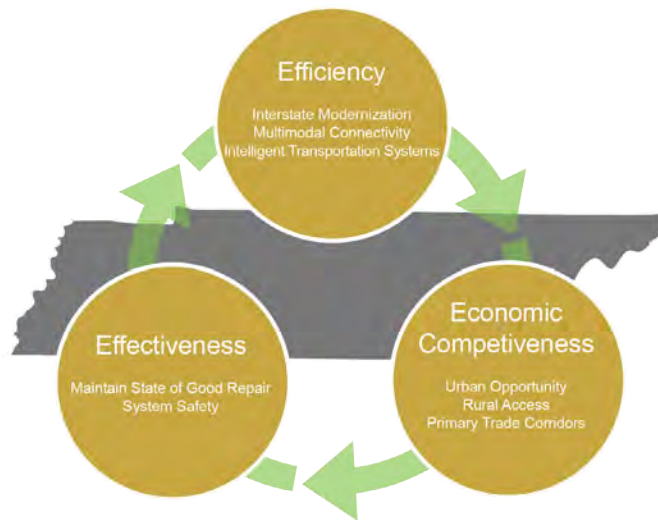 Efficiency
Interstate Modernization
Multimodal Connectivity
Intelligent Transportation Systems
Effectiveness
Maintain State of Good Repair
System Safety
Economic
Competiveness
Urban Opportunity
Rural Access
Primary Trade Corridors